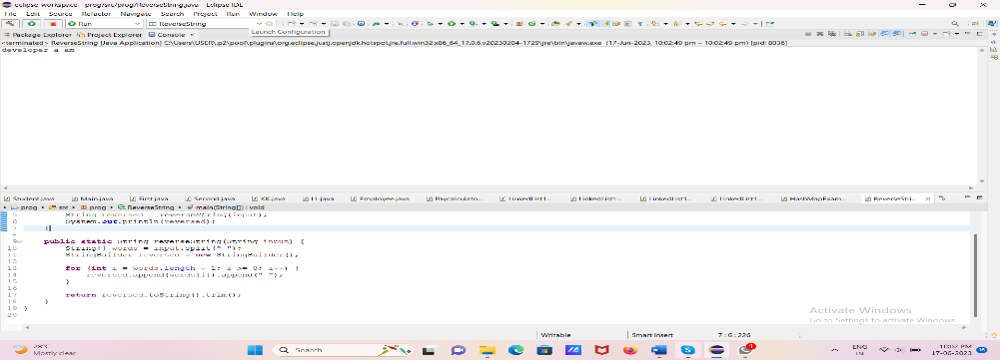 eclipse-workspace - prog/src/prog/ReverseString.java - Eclipse IDE
File Edit Source Refactor Navigate Search Project Run Window Help
Run ReverseString
Launch Configuration
Package Explorer Project Explorer Console
<terminated> ReverseString [Java Application] C:\Users\USER\.p2\pool\plugins\org.eclipse.justj.openjdk.hotspot.jre.full.win32.x86_64_17.0.6.v20230204-1729\jre\bin\javaw.exe (17-Jun-2023, 10:02:49 pm – 10:02:49 pm) [pid: 8036]
developer a am
Student.java Main.java First.java Second.java KK.java LL.java Employee.java Paycalculato... LinkedList1... LinkedList1... LinkedList1... LinkedList1... HashMapExam... ReverseStri...
prog src prog ReverseString main(String[]) : void
5 String reversed = reverseString(input);
6 System.out.println(reversed);
7 }
8
9 public static String reverseString(String input) {
10 String[] words = input.split(" ");
11 StringBuilder reversed = new StringBuilder();
12
13 for (int i = words.length - 1; i >= 0; i--) {
14 reversed.append(words[i]).append(" ");
15 }
16
17 return reversed.toString().trim();
18 }
19 }
20
Activate Windows
Go to Settings to activate Windows.
Writable Smart Insert 7 : 6 : 226
28°C
Mostly clear
Search
ENG
IN
10:02 PM
17-06-2023